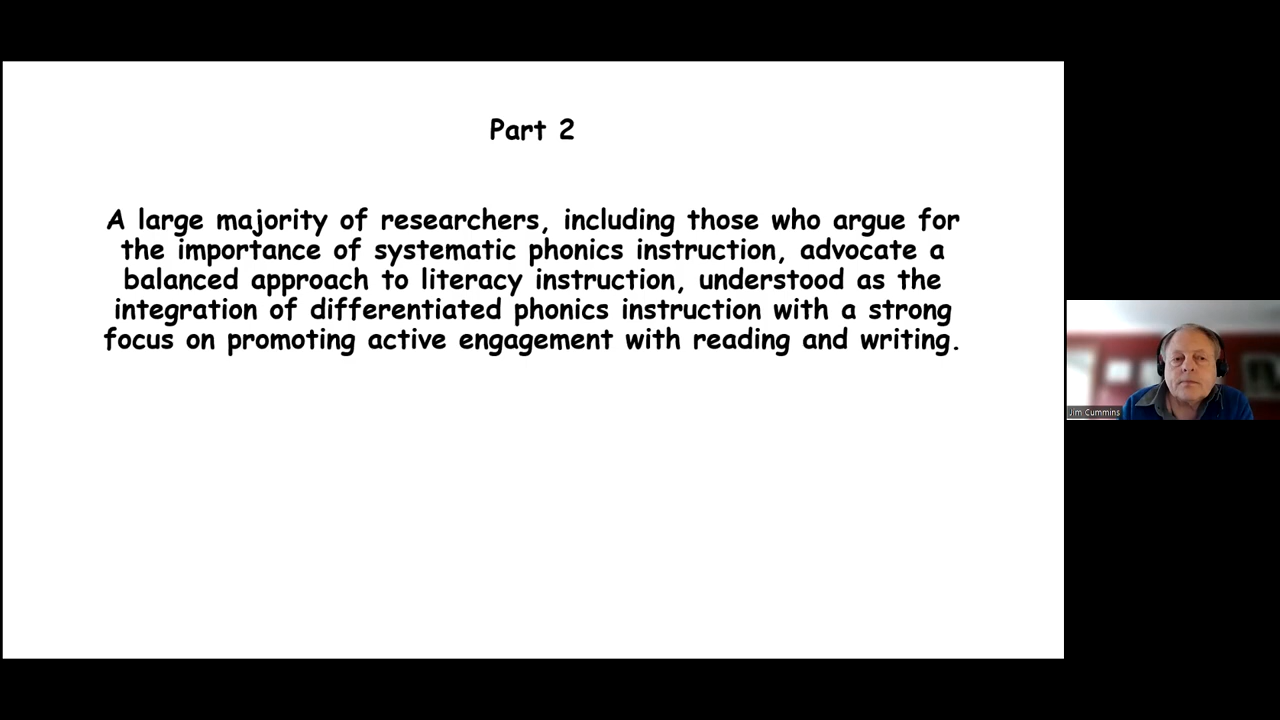 Part 2
A large majority of researchers, including those who argue for
the importance of systematic phonics instruction, advocate a
balanced approach to literacy instruction, understood as the
integration of differentiated phonics instruction with a strong
focus on promoting active engagement with reading and writing.
Jim Cummins